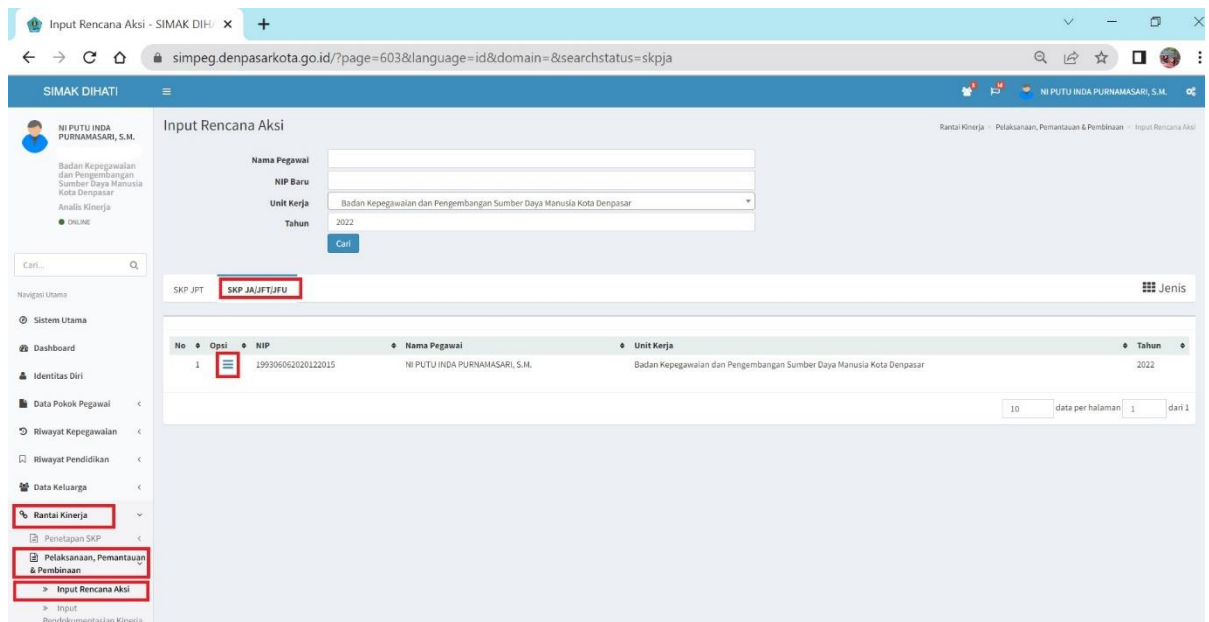 Input Rencana Aksi - SIMAK DIHA
simpeg.denpasarkota.go.id/?page=603&language=id&domain=&searchstatus=skpja
SIMAK DIHATI
NI PUTU INDA PURNAMASARI, S.M.
NI PUTU INDA
PURNAMASARI, S.M.
Badan Kepegawaian
dan Pengembangan
Sumber Daya Manusia
Kota Denpasar
Analis Kinerja
ONLINE
Cari...
Navigasi Utama
Sistem Utama
Dashboard
Identitas Diri
Data Pokok Pegawai
Riwayat Kepegawaian
Riwayat Pendidikan
Data Keluarga
Rantai Kinerja
Penetapan SKP
Pelaksanaan, Pemantauan
& Pembinaan
» Input Rencana Aksi
» Input
Pendokumentasian Kinerja
Input Rencana Aksi
Rantai Kinerja Pelaksanaan, Pemantauan & Pembinaan Input Rencana Aksi
Nama Pegawai
NIP Baru
Unit Kerja Badan Kepegawaian dan Pengembangan Sumber Daya Manusia Kota Denpasar
Tahun 2022
Cari
SKP JPT SKP JA/JFT/JFU Jenis
No Opsi NIP Nama Pegawai Unit Kerja Tahun
1 199306062020122015 NI PUTU INDA PURNAMASARI, S.M. Badan Kepegawaian dan Pengembangan Sumber Daya Manusia Kota Denpasar 2022
10 data per halaman 1 dari 1